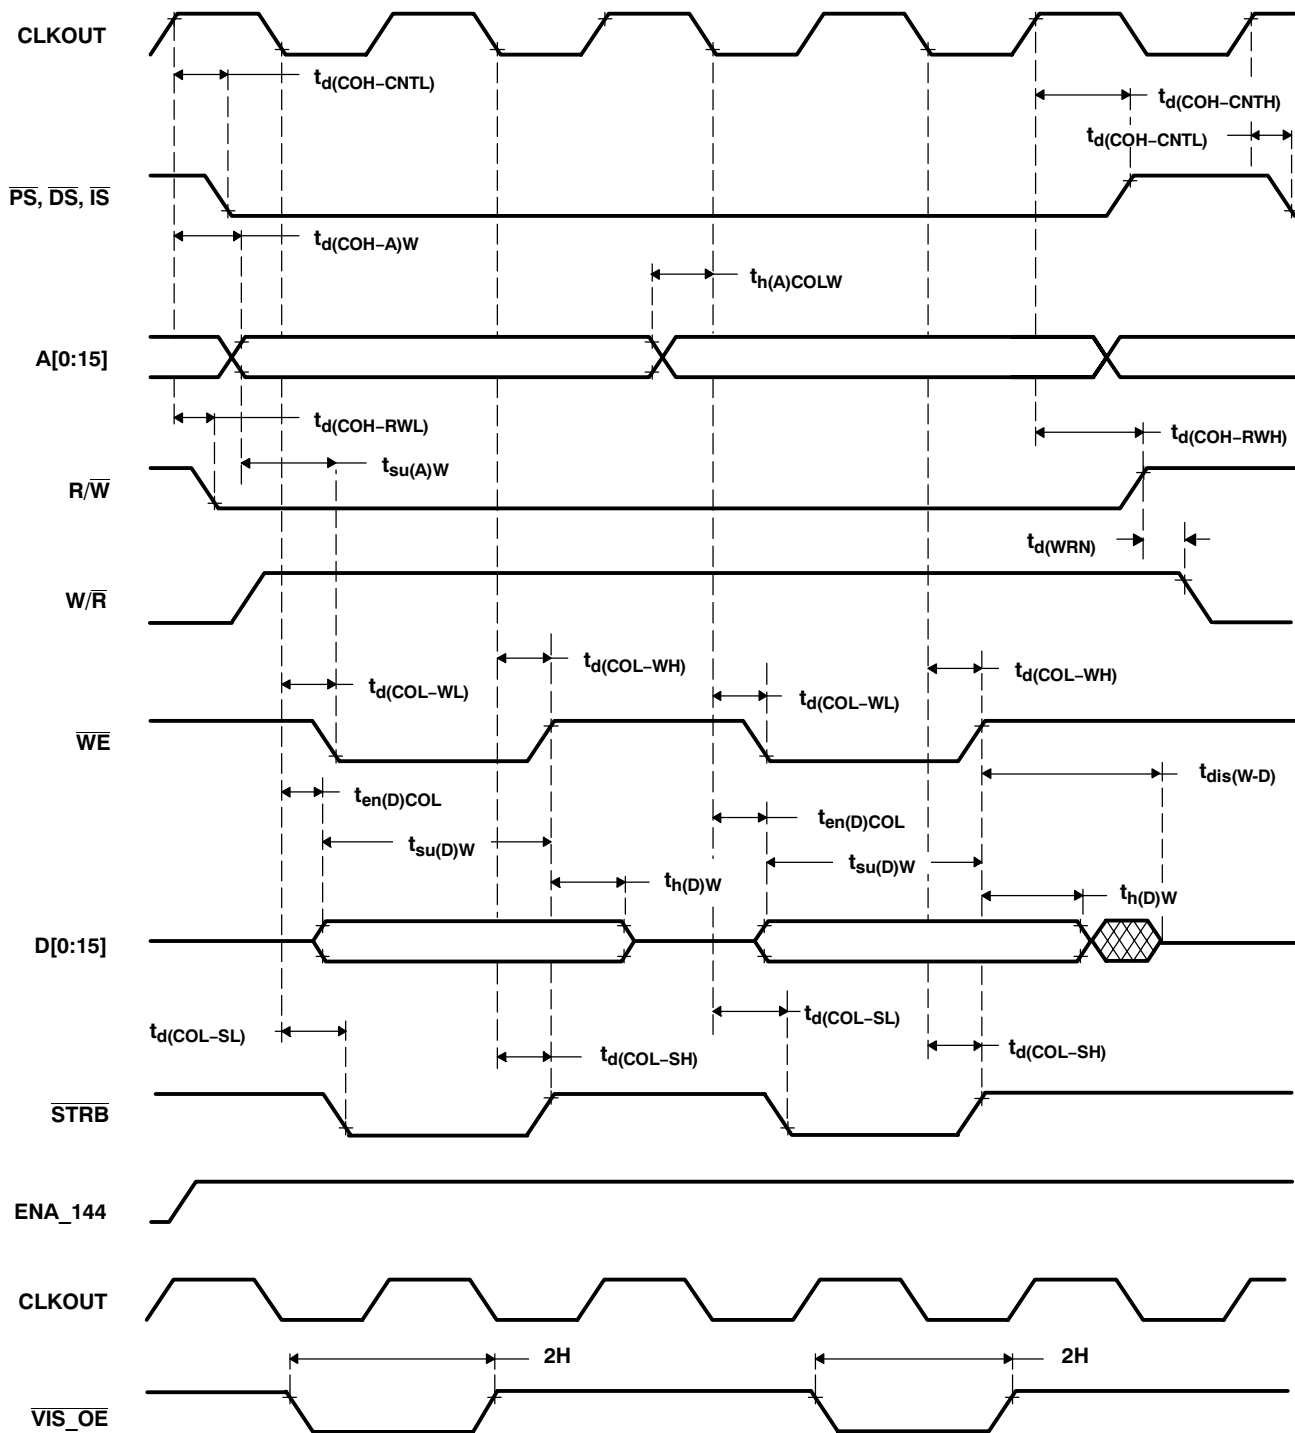 CLKOUT
td(COH–CNTL)
td(COH–CNTH)
td(COH–CNTL)
PS, DS, IS
td(COH–A)W
th(A)COLW
A[0:15]
td(COH–RWL)
td(COH–RWH)
tsu(A)W
R/W
td(WRN)
W/R
td(COL–WH)
td(COL–WH)
td(COL–WL)
td(COL–WL)
WE
tdis(W-D)
ten(D)COL
ten(D)COL
tsu(D)W
tsu(D)W
th(D)W
th(D)W
D[0:15]
td(COL–SL)
td(COL–SL)
td(COL–SH)
td(COL–SH)
STRB
ENA_144
CLKOUT
2H
2H
VIS_OE